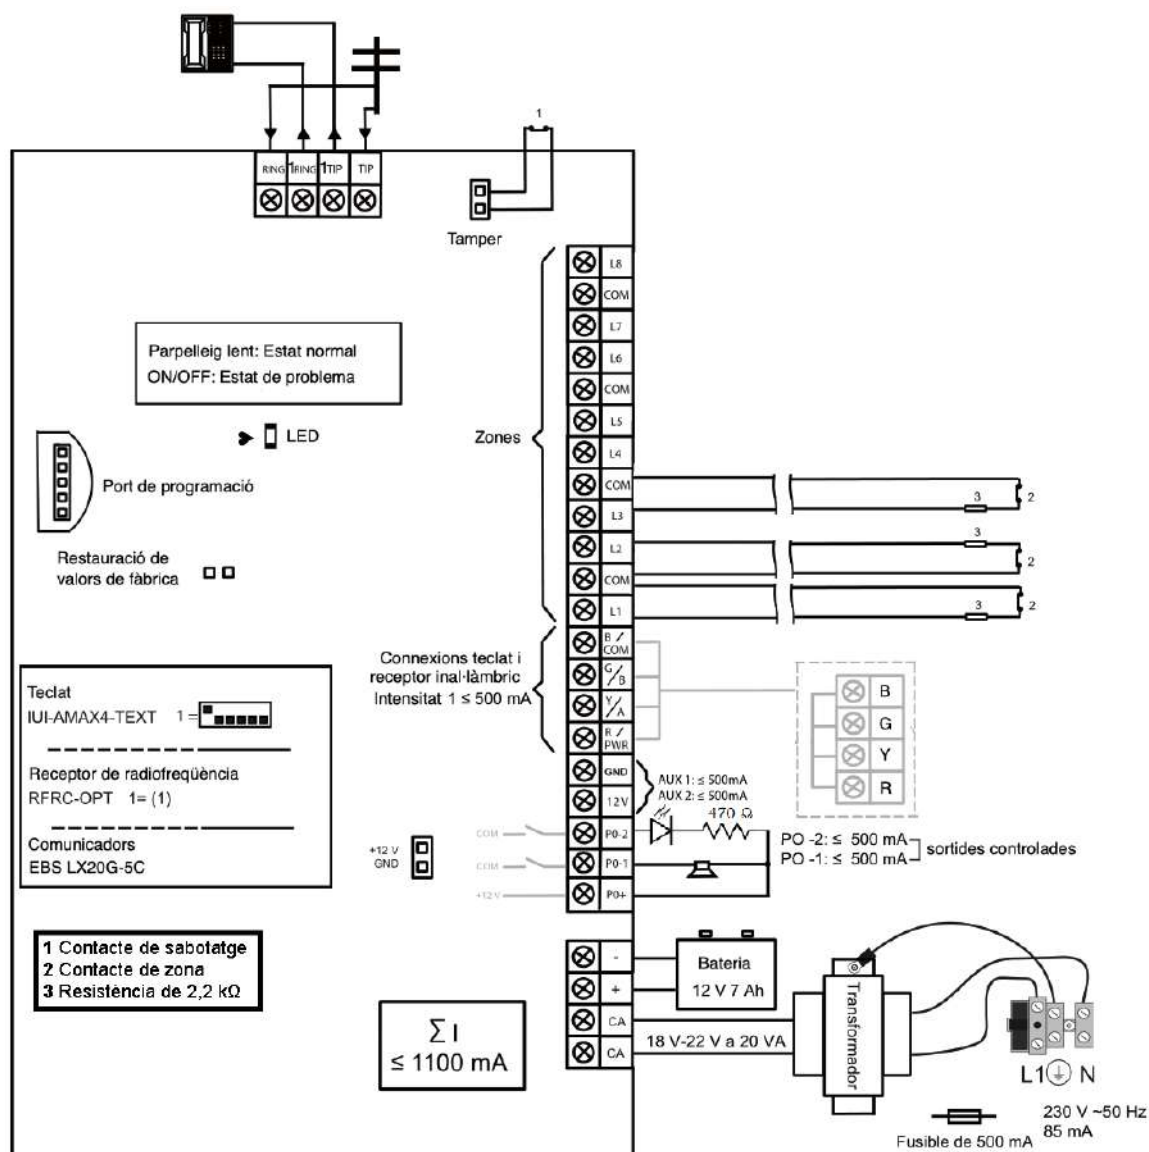 RING 1RING 1TIP TIP
1
Tamper
L8
COM
L7
L6
COM
L5
L4
COM
L3
L2
COM
L1
B / COM
G / B
Y / A
R / PWR
GND
12V
PO-2
PO-1
PO+
-
+
CA
CA
Parpelleig lent: Estat normal
ON/OFF: Estat de problema
LED
Zones
Port de programació
Restauració de
valors de fàbrica
3
2
3
2
3
2
Connexions teclat i
receptor inal·làmbric
Intensitat 1 ≤ 500 mA
B
G
Y
R
Teclat
IUI-AMAX4-TEXT 1 =
Receptor de radiofreqüència
RFRC-OPT 1= (1)
Comunicadors
EBS LX20G-5C
AUX 1: ≤ 500mA
AUX 2: ≤ 500mA
470 Ω
COM
COM
+12 V
+12 V
GND
PO -2: ≤ 500 mA
PO -1: ≤ 500 mA
sortides controlades
1 Contacte de sabotatge
2 Contacte de zona
3 Resisténcia de 2,2 kΩ
Σ I
≤ 1100 mA
Bateria
12 V 7 Ah
18 V-22 V a 20 VA
Transformador
L1 N
230 V ~50 Hz
85 mA
Fusible de 500 mA